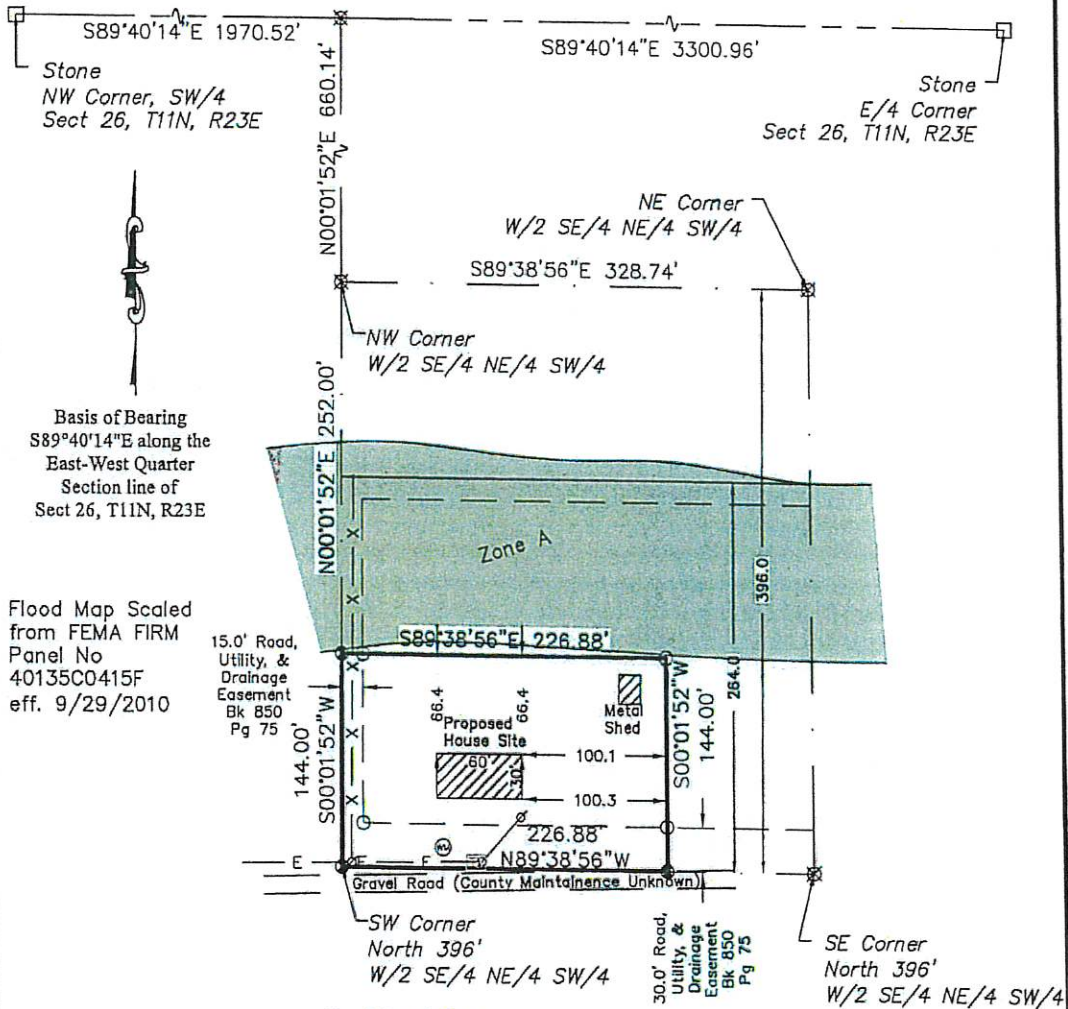 S89°40'14"E 1970.52'
S89°40'14"E 3300.96'
Stone
NW Corner, SW/4
Sect 26, T11N, R23E
Stone
E/4 Corner
Sect 26, T11N, R23E
N00°01'52"E 660.14'
NE Corner
W/2 SE/4 NE/4 SW/4
S89°38'56"E 328.74'
NW Corner
W/2 SE/4 NE/4 SW/4
Basis of Bearing
S89°40'14"E along the
East-West Quarter
Section line of
Sect 26, T11N, R23E
N00°01'52"E 252.00'
Zone A
396.0
264.0
Flood Map Scaled
from FEMA FIRM
Panel No
40135C0415F
eff. 9/29/2010
15.0' Road,
Utility, &
Drainage
Easement
Bk 850
Pg 75
S89°38'56"E 226.88'
144.00'
S00°01'52"W
66.4
66.4
Metal
Shed
Proposed
House Site
60'
30'
100.1
100.3
S00°01'52"W
144.00'
226.88'
N89°38'56"W
E
Gravel Road (County Maintainence Unknown)
SW Corner
North 396'
W/2 SE/4 NE/4 SW/4
30.0' Road,
Utility, &
Drainage
Easement
Bk 850
Pg 75
SE Corner
North 396'
W/2 SE/4 NE/4 SW/4